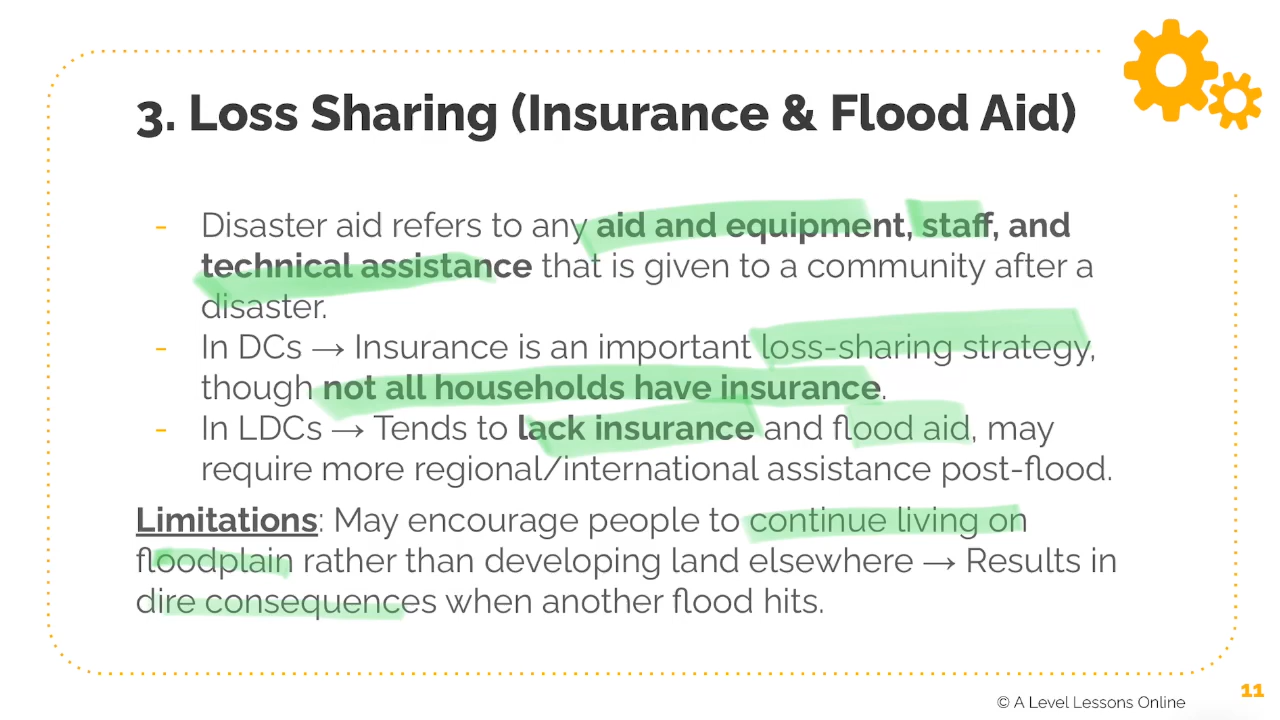 3. Loss Sharing (Insurance & Flood Aid)
- Disaster aid refers to any aid and equipment, staff, and
technical assistance that is given to a community after a
disaster.
- In DCs → Insurance is an important loss-sharing strategy,
though not all households have insurance.
- In LDCs → Tends to lack insurance and flood aid, may
require more regional/international assistance post-flood.
Limitations: May encourage people to continue living on
floodplain rather than developing land elsewhere → Results in
dire consequences when another flood hits.
11
© A Level Lessons Online